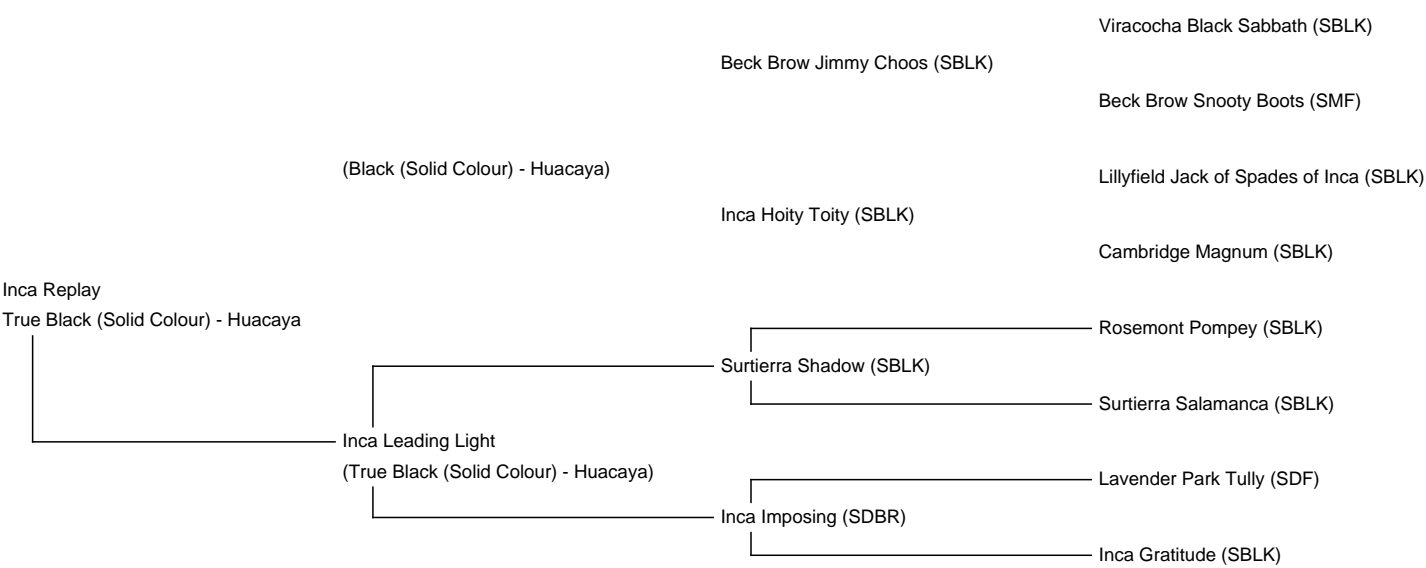 Viracocha Black Sabbath (SBLK)
Beck Brow Jimmy Choos (SBLK)
Beck Brow Snooty Boots (SMF)
(Black (Solid Colour) - Huacaya)
Lillyfield Jack of Spades of Inca (SBLK)
Inca Hoity Toity (SBLK)
Cambridge Magnum (SBLK)
Inca Replay
True Black (Solid Colour) - Huacaya
Rosemont Pompey (SBLK)
Surtierra Shadow (SBLK)
Surtierra Salamanca (SBLK)
Inca Leading Light
(True Black (Solid Colour) - Huacaya)
Lavender Park Tully (SDF)
Inca Imposing (SDBR)
Inca Gratitude (SBLK)